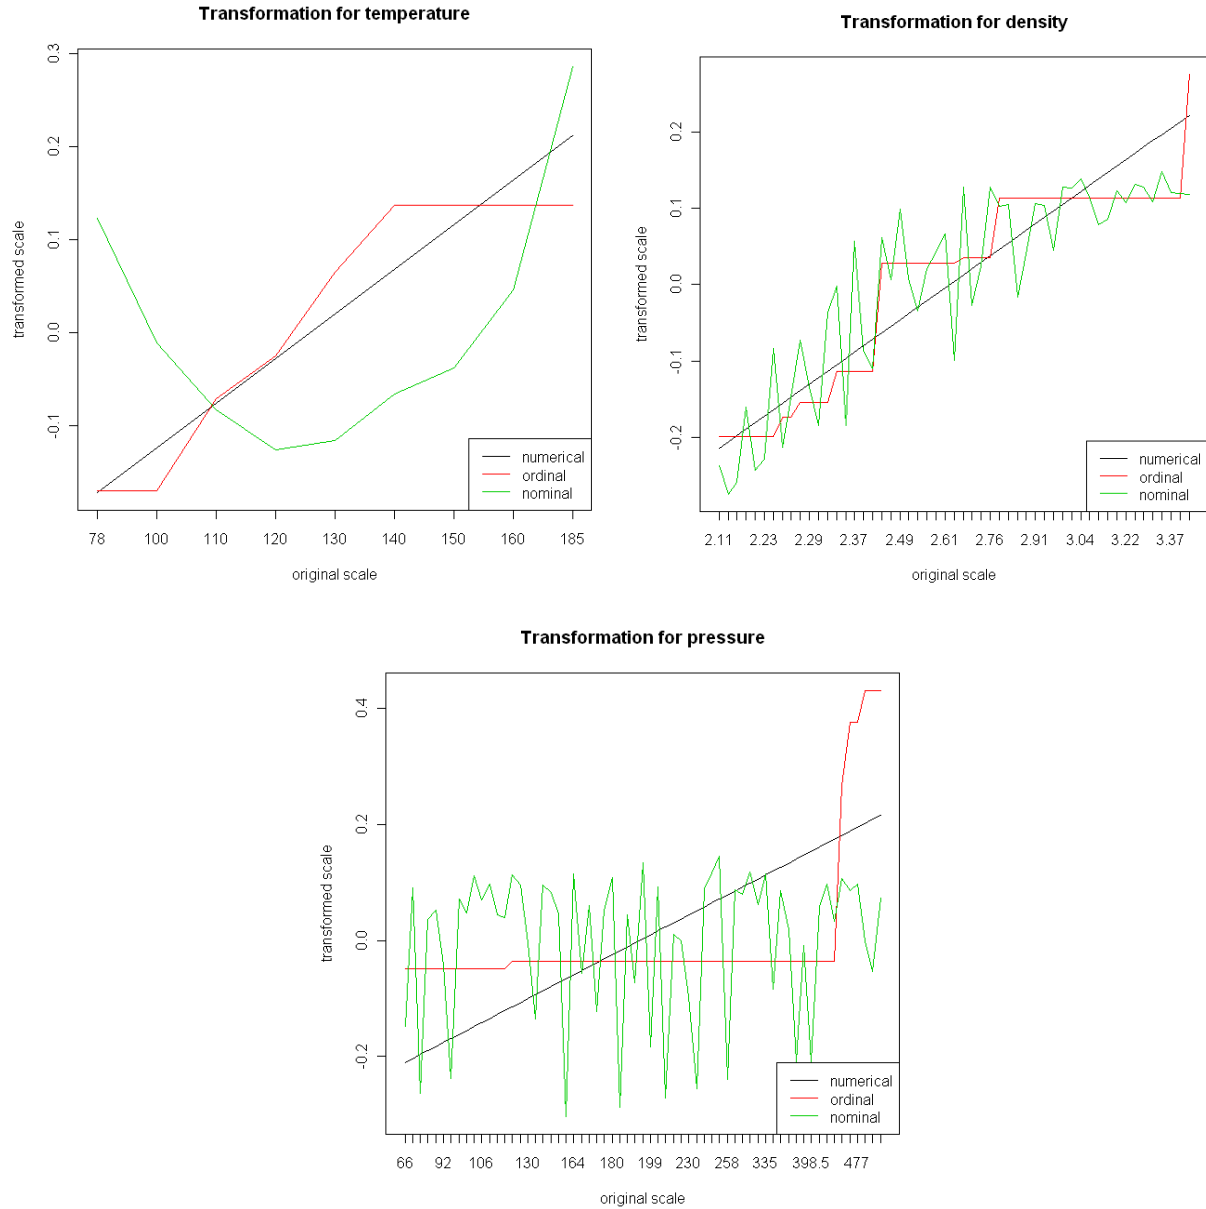 Transformation for temperature
transformed scale
0.3
0.2
0.1
0.0
-0.1
78 100 110 120 130 140 150 160 185
original scale
numerical
ordinal
nominal
Transformation for density
transformed scale
0.2
0.1
0.0
-0.1
-0.2
2.11 2.23 2.29 2.37 2.49 2.61 2.76 2.91 3.04 3.22 3.37
original scale
numerical
ordinal
nominal
Transformation for pressure
transformed scale
0.4
0.2
0.0
-0.2
66 92 106 130 164 199 230 258 335 398.5 477
original scale
numerical
ordinal
nominal